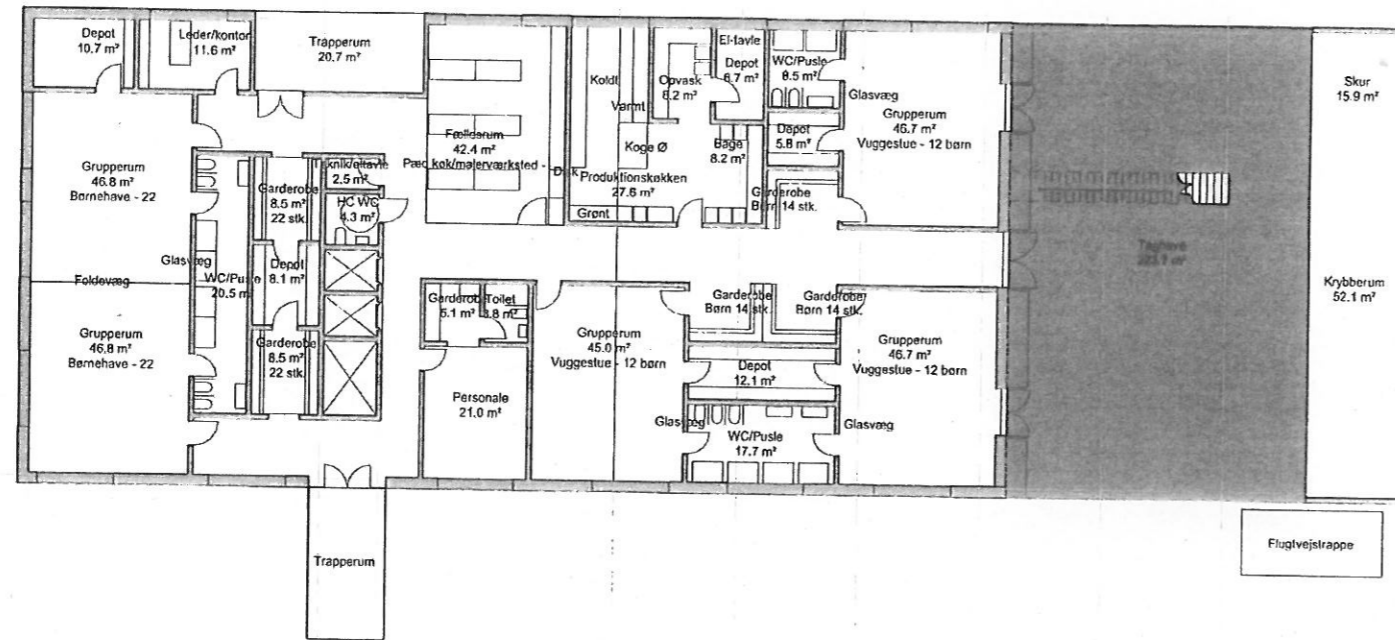 Depot
10.7 m²
Leder/kontor
11.6 m²
Trapperum
20.7 m²
Fællesrum
42.4 m²
Pæd.køk/malerværksted -
Koldt
Varmt
Koge Ø
Produktionskøkken
27.6 m²
Grønt
Opvask
8.2 m²
El-tavle
Depot
6.7 m²
Bage
8.2 m²
WC/Pusle
8.5 m²
Depot
5.8 m²
Garderobe
Børn 14 stk.
Glasvæg
Grupperum
46.7 m²
Vuggestue - 12 børn
Skur
15.9 m²
Grupperum
46.8 m²
Børnehave - 22
Foldevæg
Grupperum
46.8 m²
Børnehave - 22
Glasvæg
WC/Pusle
20.5 m
Garderobe
8.5 m²
22 stk.
Depot
8.1 m²
Garderobe
8.5 m²
22 stk.
2.5 m²
HC WC
4.3 m²
Garderob
5.1 m²
Toilet
3.8 m²
Personale
21.0 m²
Grupperum
45.0 m²
Vuggestue - 12 børn
Garderobe
Børn 14 stk.
Garderobe
Børn 14 stk.
Depot
12.1 m²
Glasvæg
WC/Pusle
17.7 m²
Glasvæg
Grupperum
46.7 m²
Vuggestue - 12 børn
Taghave
Krybberum
52.1 m²
Trapperum
Flugtvejstrappe